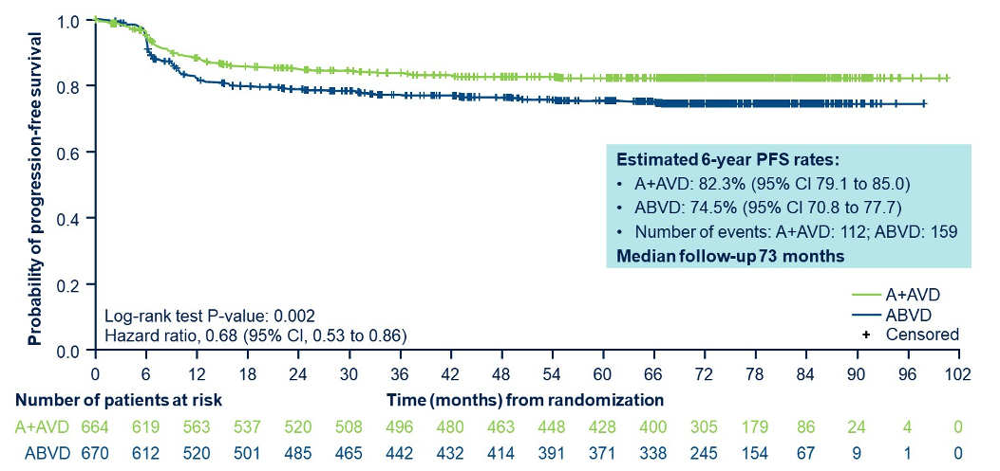 Probability of progression-free survival
1.0
0.8
0.6
0.4
0.2
0.0
Estimated 6-year PFS rates:
• A+AVD: 82.3% (95% CI 79.1 to 85.0)
• ABVD: 74.5% (95% CI 70.8 to 77.7)
• Number of events: A+AVD: 112; ABVD: 159
Median follow-up 73 months
A+AVD
ABVD
+ Censored
Log-rank test P-value: 0.002
Hazard ratio, 0.68 (95% CI, 0.53 to 0.86)
0 6 12 18 24 30 36 42 48 54 60 66 72 78 84 90 96 102
Number of patients at risk Time (months) from randomization
A+AVD 664 619 563 537 520 508 496 480 463 448 428 400 305 179 86 24 4 0
ABVD 670 612 520 501 485 465 442 432 414 391 371 338 245 154 67 9 1 0